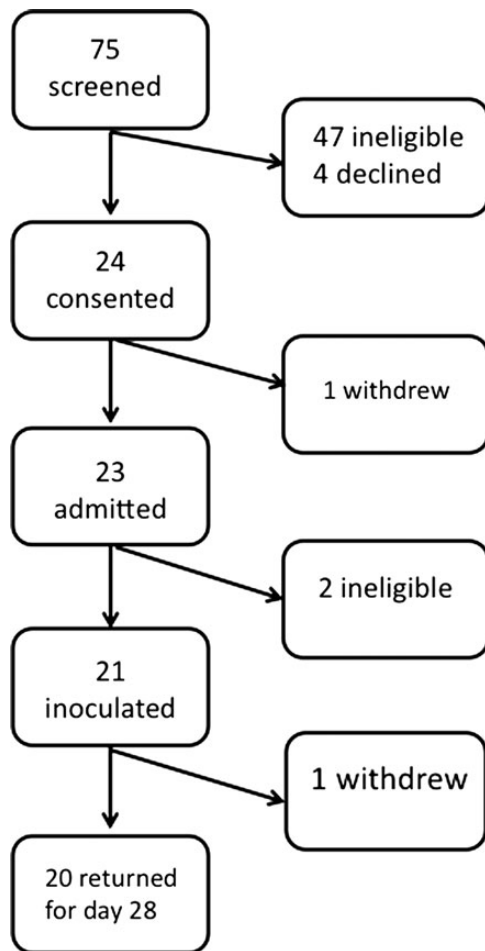 75
screened
47 ineligible
4 declined
24
consented
1 withdrew
23
admitted
2 ineligible
21
inoculated
1 withdrew
20 returned
for day 28